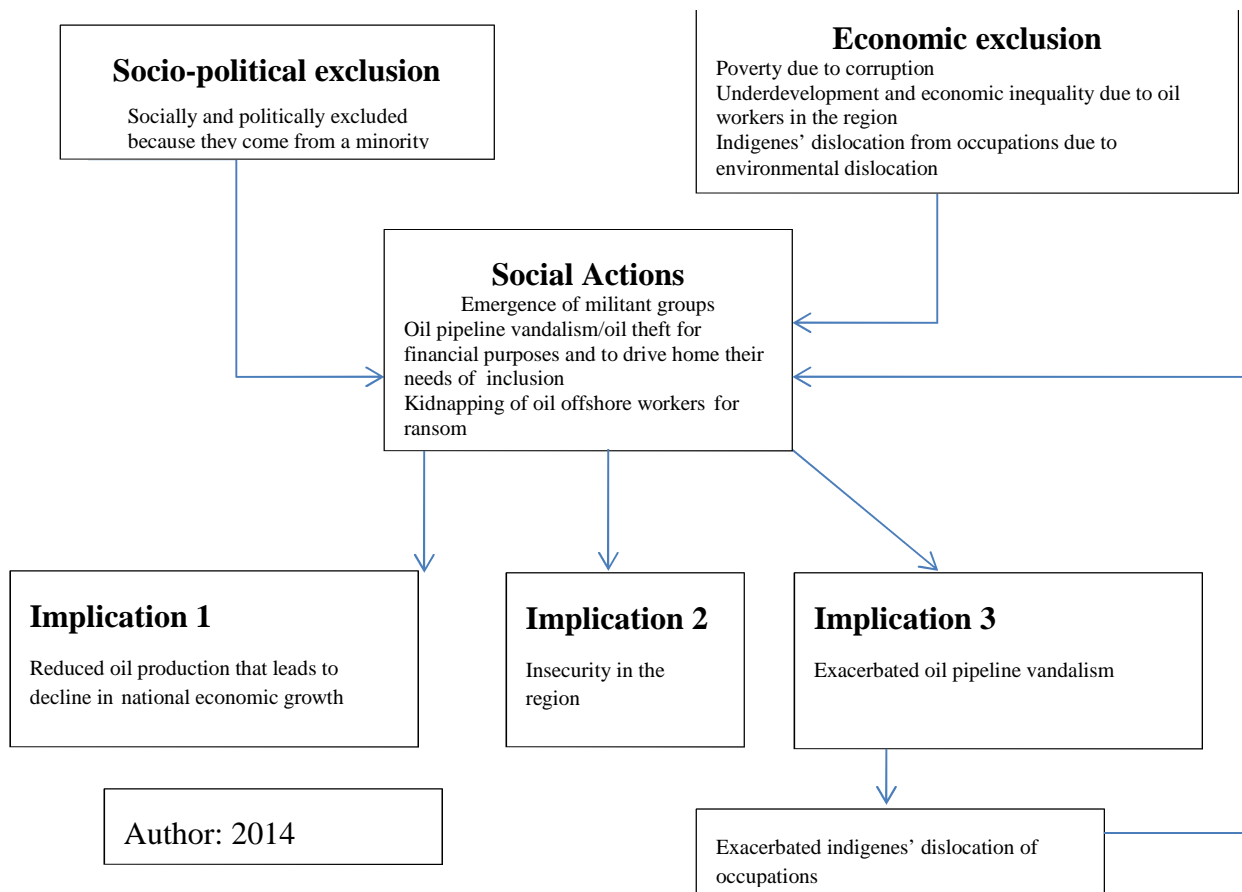 Socio-political exclusion
Socially and politically excluded
because they come from a minority
Economic exclusion
Poverty due to corruption
Underdevelopment and economic inequality due to oil
workers in the region
Indigenes' dislocation from occupations due to
environmental dislocation
Social Actions
Emergence of militant groups
Oil pipeline vandalism/oil theft for
financial purposes and to drive home their
needs of inclusion
Kidnapping of oil offshore workers for
ransom
Implication 1
Reduced oil production that leads to
decline in national economic growth
Implication 2
Insecurity in the
region
Implication 3
Exacerbated oil pipeline vandalism
Author: 2014
Exacerbated indigenes' dislocation of
occupations